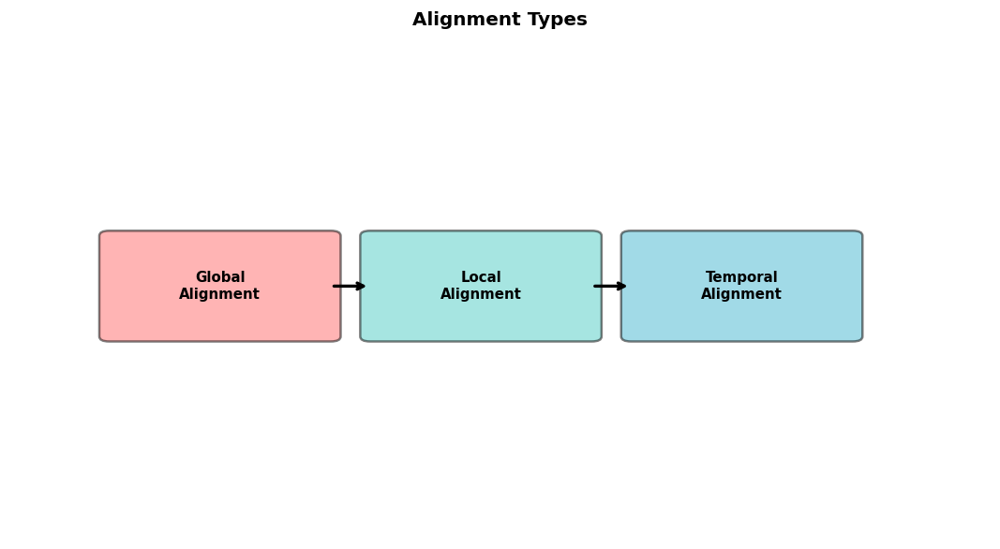 Alignment Types
Global
Alignment
Local
Alignment
Temporal
Alignment